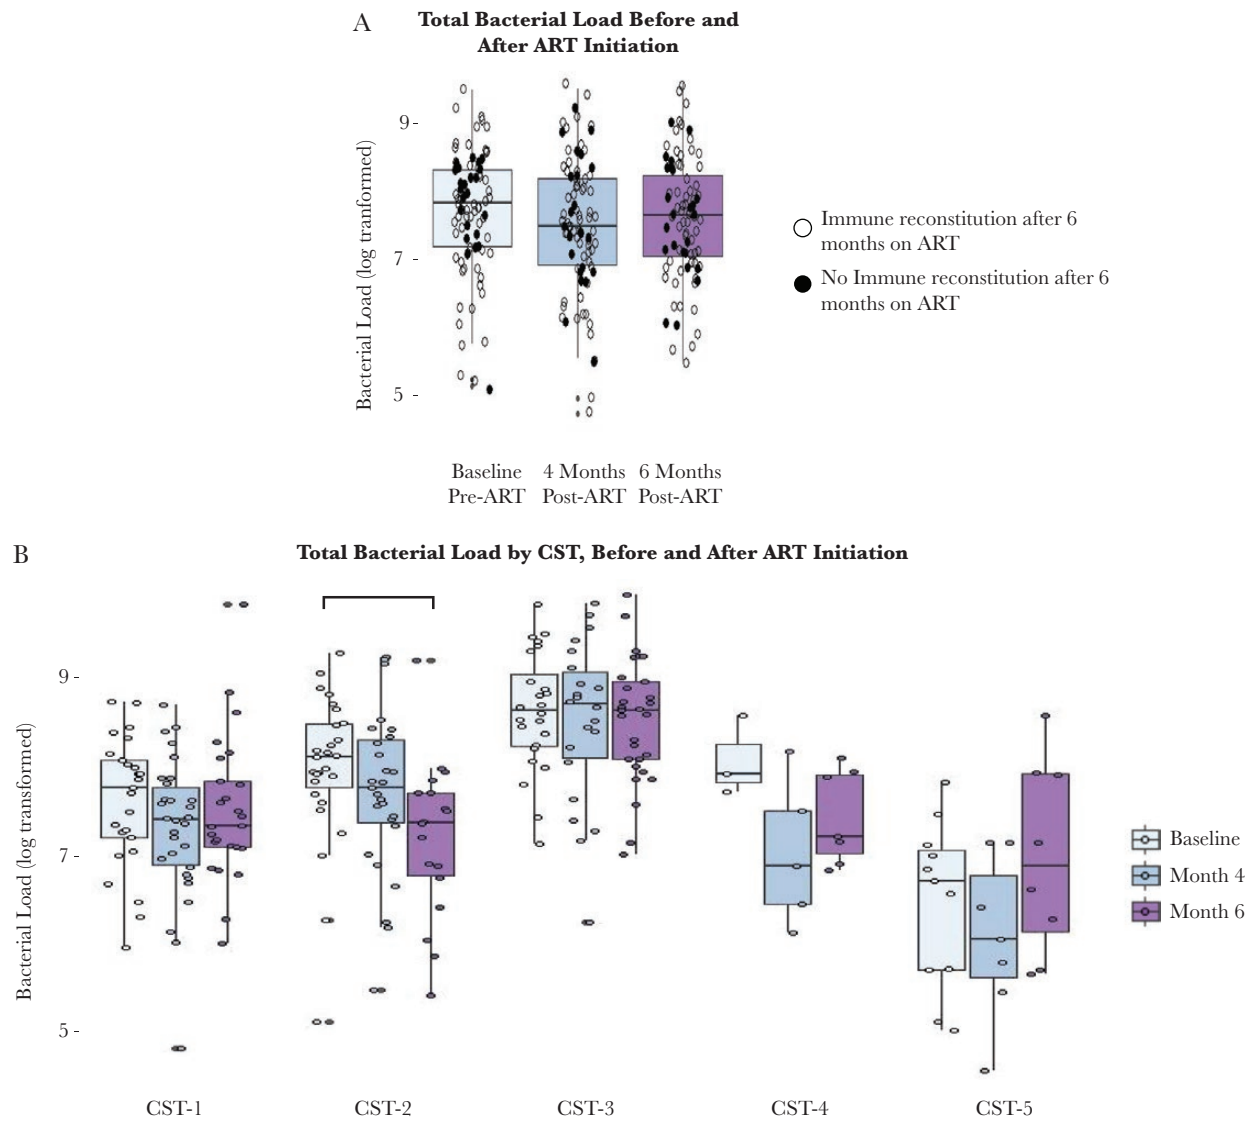 A
Total Bacterial Load Before and
After ART Initiation
Bacterial Load (log tranformed)
9 -
7 -
5 -
Immune reconstitution after 6
months on ART
No Immune reconstitution after 6
months on ART
Baseline
Pre-ART
4 Months
Post-ART
6 Months
Post-ART
B
Total Bacterial Load by CST, Before and After ART Initiation
Bacterial Load (log transformed)
9 -
7 -
5 -
Baseline
Month 4
Month 6
CST-1
CST-2
CST-3
CST-4
CST-5